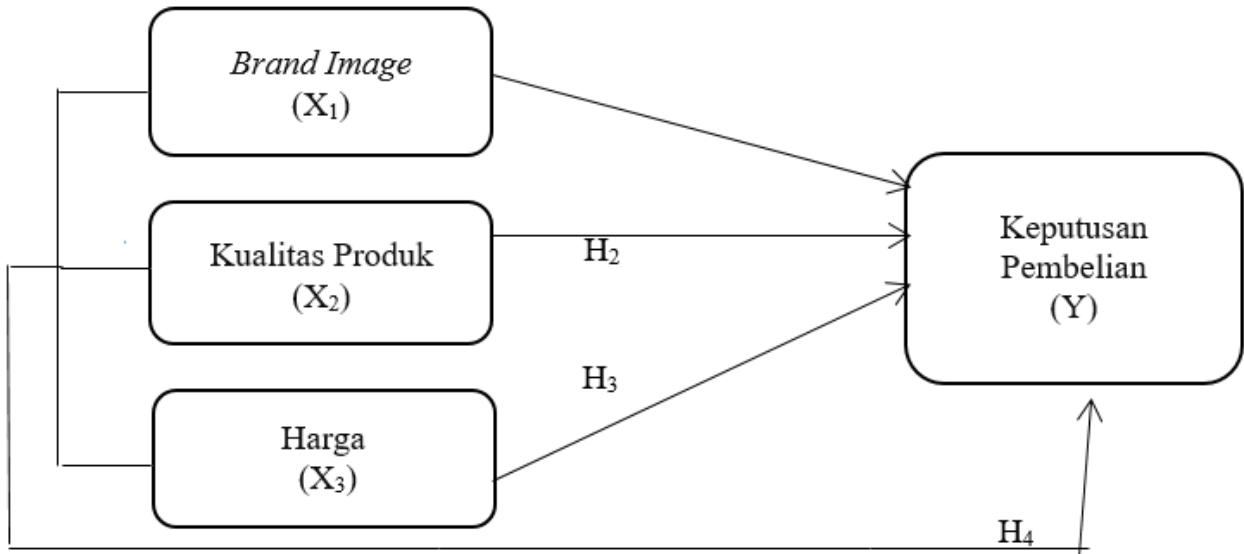 Brand Image
(X₁)
Kualitas Produk
(X₂)
Harga
(X₃)
H₂
H₃
Keputusan
Pembelian
(Y)
H₄